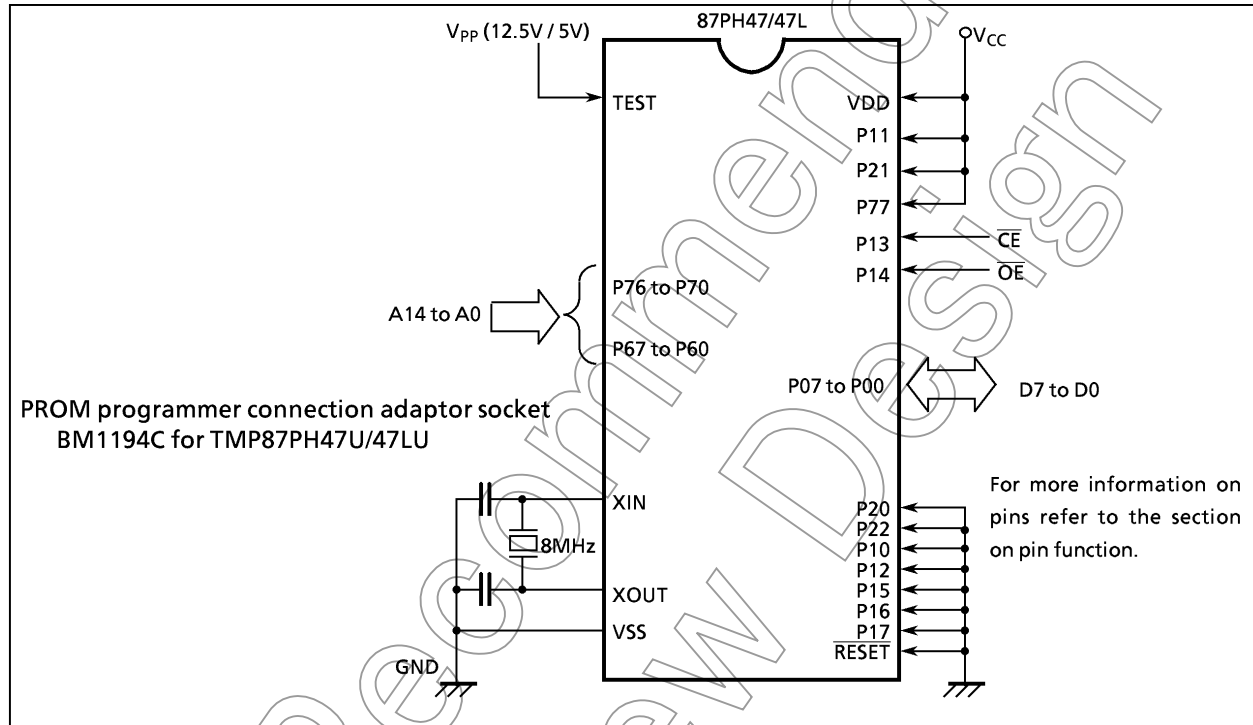 87PH47/47L
VPP (12.5V / 5V)
VCC
TEST
VDD
P11
P21
P77
P13
CE
P14
OE
P76 to P70
A14 to A0
P67 to P60
P07 to P00
D7 to D0
PROM programmer connection adaptor socket
BM1194C for TMP87PH47U/47LU
XIN
8MHz
XOUT
VSS
GND
For more information on
pins refer to the section
on pin function.
P20
P22
P10
P12
P15
P16
P17
RESET
Recommend
ew Design